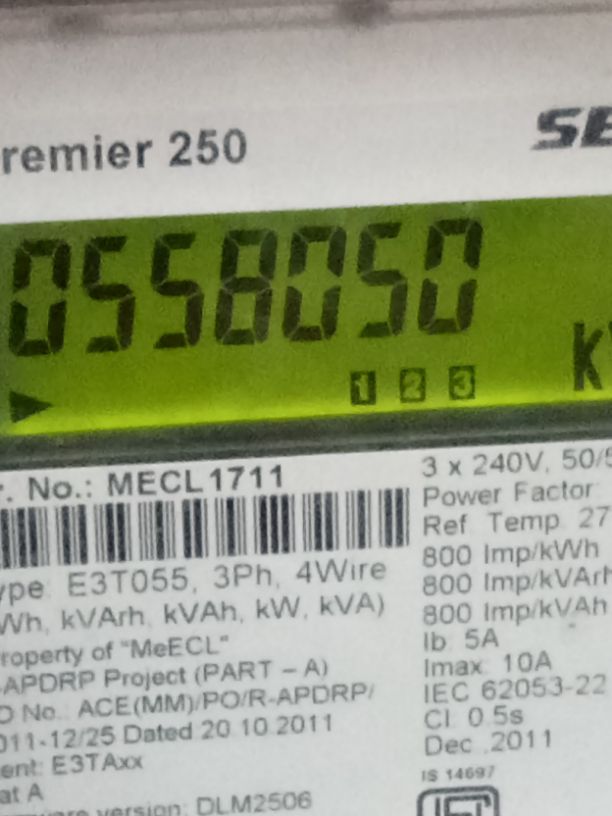 remier 250
SE
0558050
1 2 3
K
r. No.: MECL1711
ype E3T055, 3Ph, 4Wire
Wh, kVArh, kVAh, kW, kVA)
roperty of "MeECL"
-APDRP Project (PART – A)
O No. ACE(MM)/PO/R-APDRP/
011-12/25 Dated 20.10.2011
ent: E3TAxx
at A
ware version: DLM2506
3 x 240V, 50/5
Power Factor
Ref Temp 27
800 Imp/kWh
800 Imp/kVArh
800 Imp/kVAh
Ib 5A
Imax 10A
IEC 62053-22
Cl 0.5s
Dec .2011
IS 14697